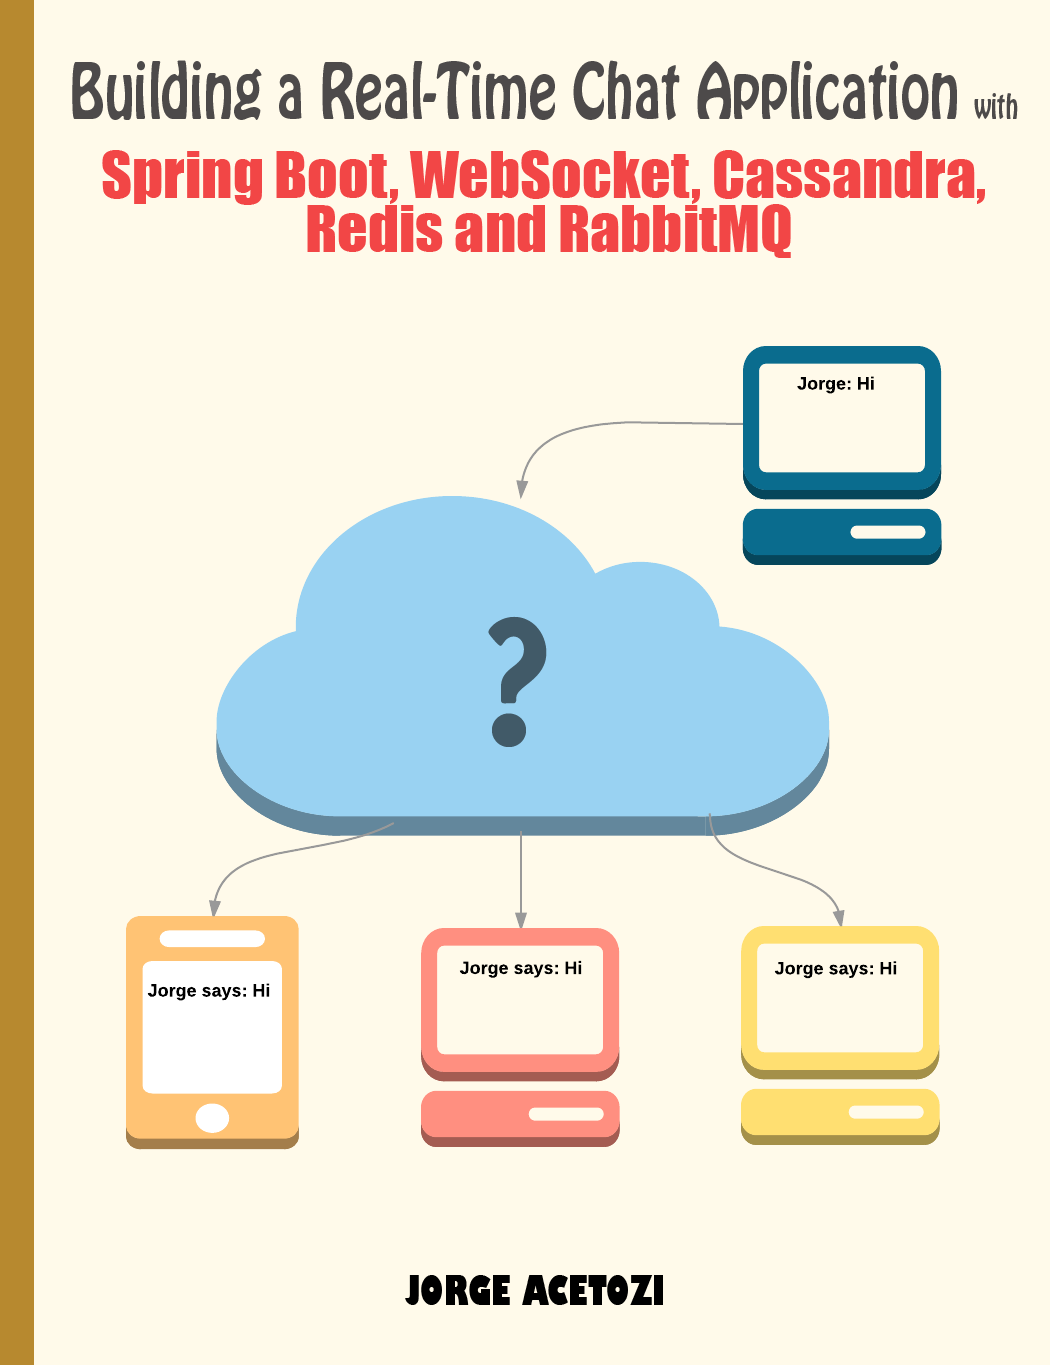 Building a Real-Time Chat Application with
Spring Boot, WebSocket, Cassandra,
Redis and RabbitMQ
Jorge: Hi
?
Jorge says: Hi
Jorge says: Hi
Jorge says: Hi
JORGE ACETOZI